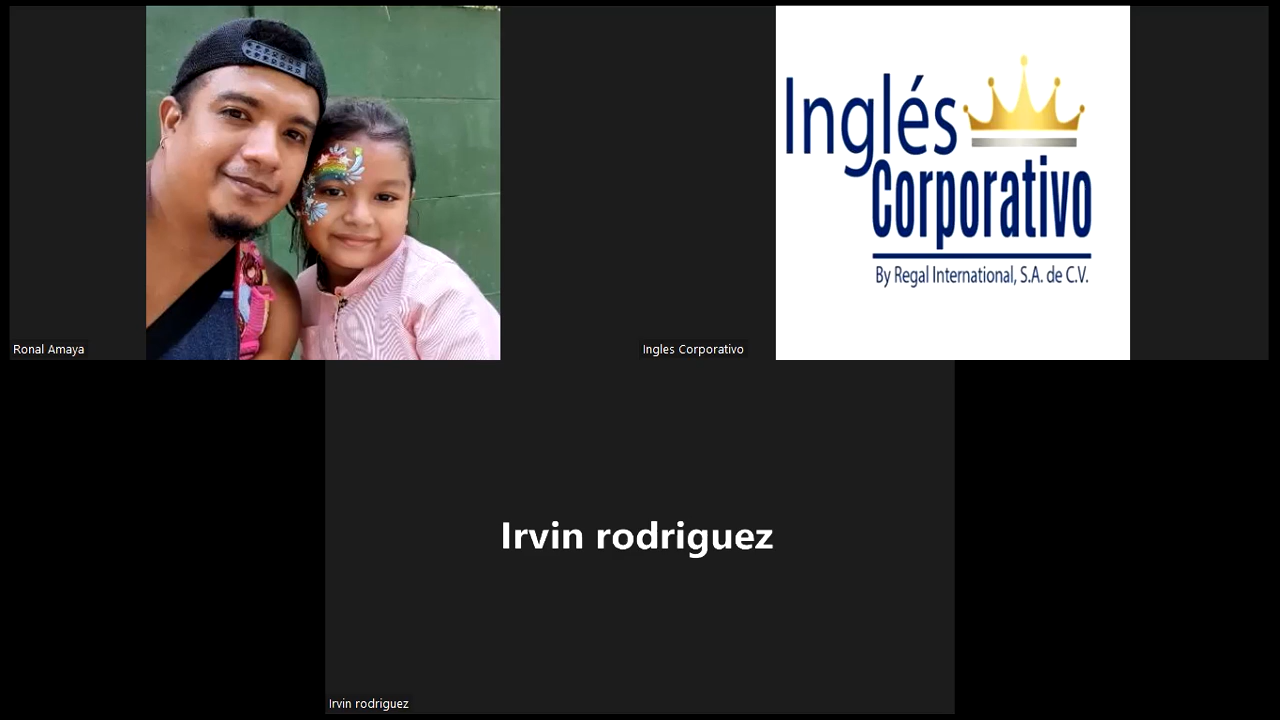 Inglés
Corporativo
By Regal International, S.A. de C.V.
Ronal Amaya
Ingles Corporativo
Irvin rodriguez
Irvin rodriguez